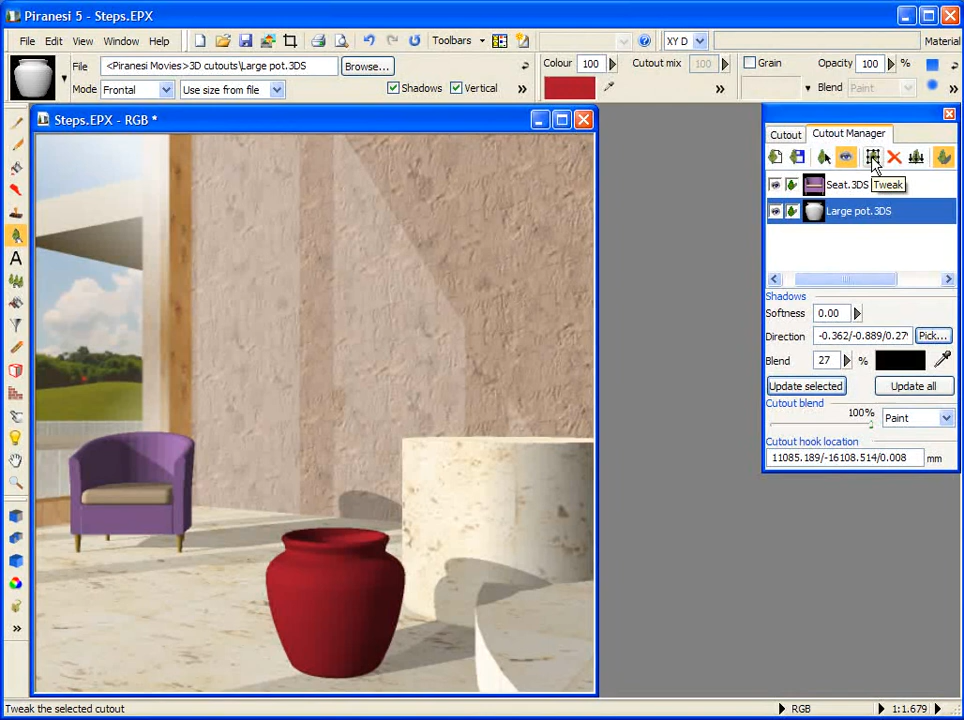 Piranesi 5 - Steps.EPX
File Edit View Window Help Toolbars XY D Material
File <Piranesi Movies>3D cutouts\Large pot.3DS Browse... Colour 100 Cutout mix 100 Grain Opacity 100 %
Mode Frontal Use size from file Shadows Vertical Blend Paint
Steps.EPX - RGB *
Cutout Cutout Manager
Seat.3DS Tweak
Large pot.3DS
Shadows
Softness 0.00
Direction -0.362/-0.889/0.27 Pick...
Blend 27 %
Update selected Update all
Cutout blend
100% Paint
Cutout hook location
11085.189/-16108.514/0.008 mm
Tweak the selected cutout RGB 1:1.679